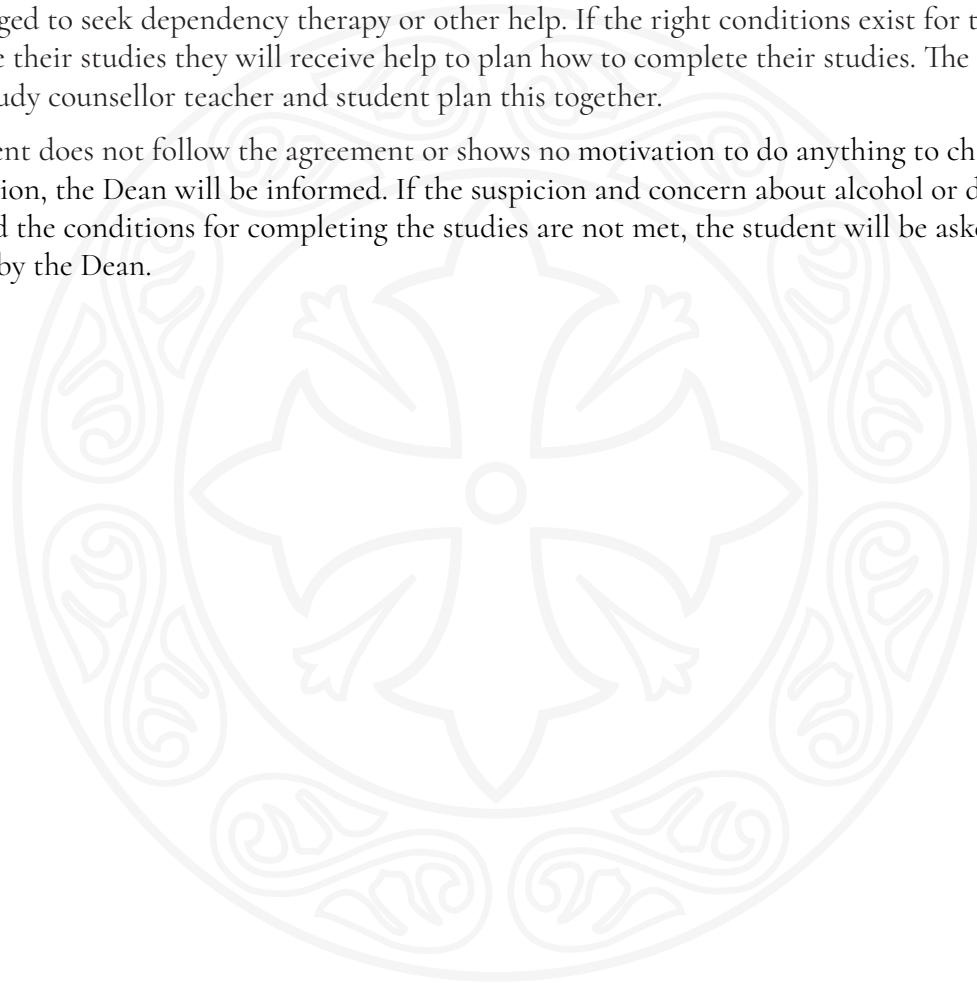 ged to seek dependency therapy or other help. If the right conditions exist for t
e their studies they will receive help to plan how to complete their studies. The
udy counsellor teacher and student plan this together.
ent does not follow the agreement or shows no motivation to do anything to ch
ion, the Dean will be informed. If the suspicion and concern about alcohol or d
d the conditions for completing the studies are not met, the student will be aske
by the Dean.